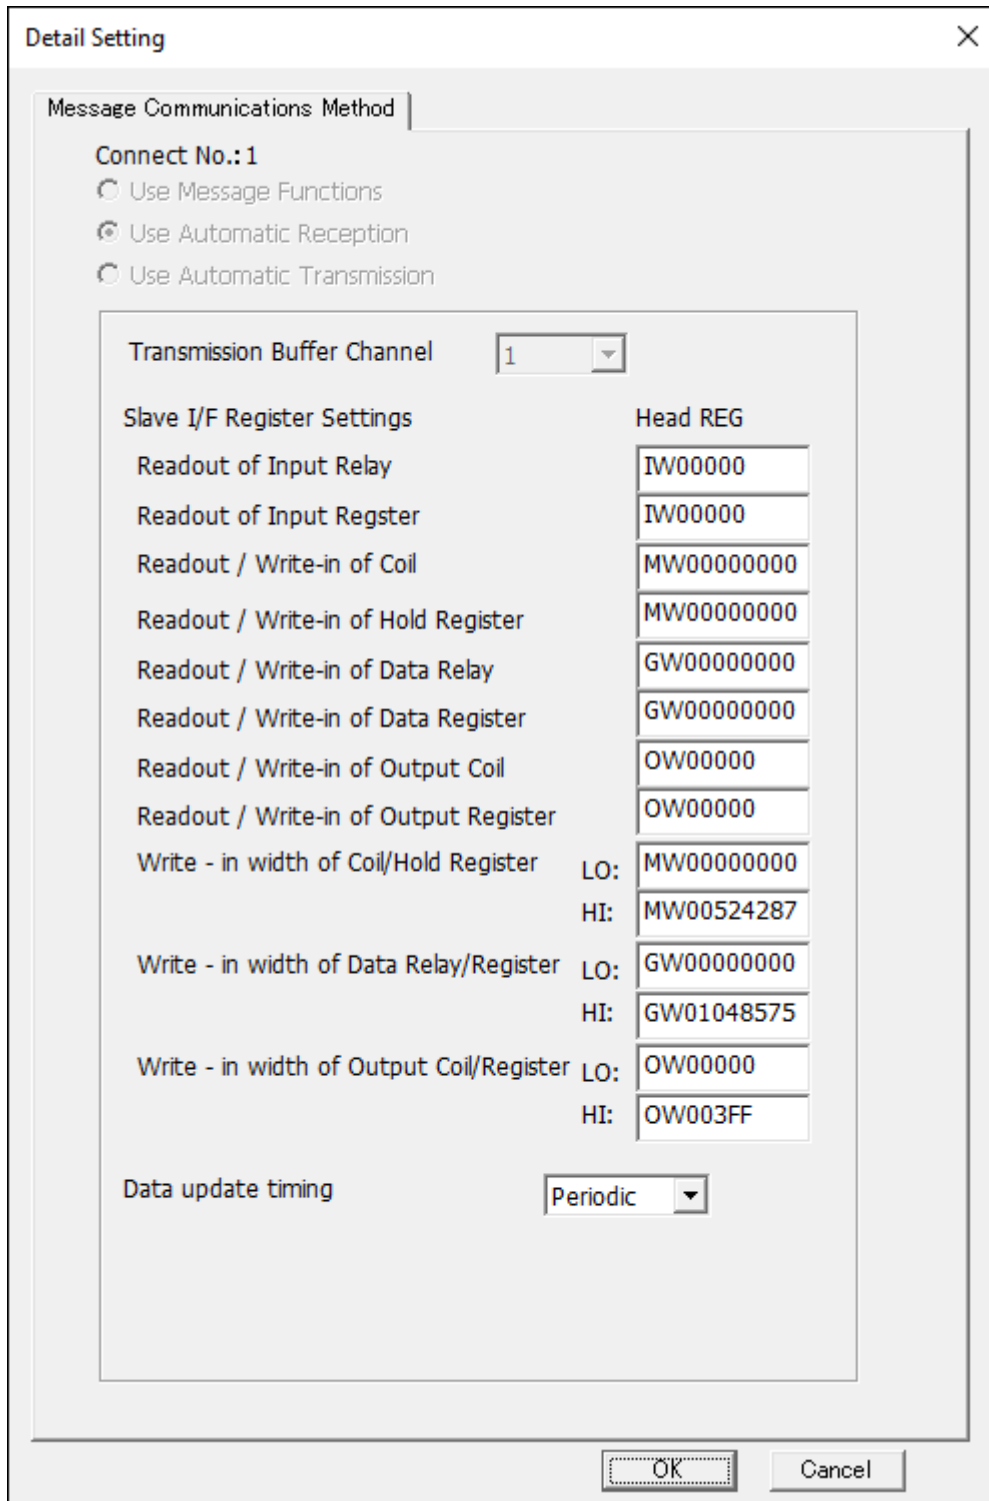 Detail Setting
Message Communications Method
Connect No.: 1
Use Message Functions
Use Automatic Reception
Use Automatic Transmission
Transmission Buffer Channel 1
Slave I/F Register Settings Head REG
Readout of Input Relay IW00000
Readout of Input Regster IW00000
Readout / Write-in of Coil MW00000000
Readout / Write-in of Hold Register MW00000000
Readout / Write-in of Data Relay GW00000000
Readout / Write-in of Data Register GW00000000
Readout / Write-in of Output Coil OW00000
Readout / Write-in of Output Register OW00000
Write - in width of Coil/Hold Register LO: MW00000000
HI: MW00524287
Write - in width of Data Relay/Register LO: GW00000000
HI: GW01048575
Write - in width of Output Coil/Register LO: OW00000
HI: OW003FF
Data update timing Periodic
OK Cancel